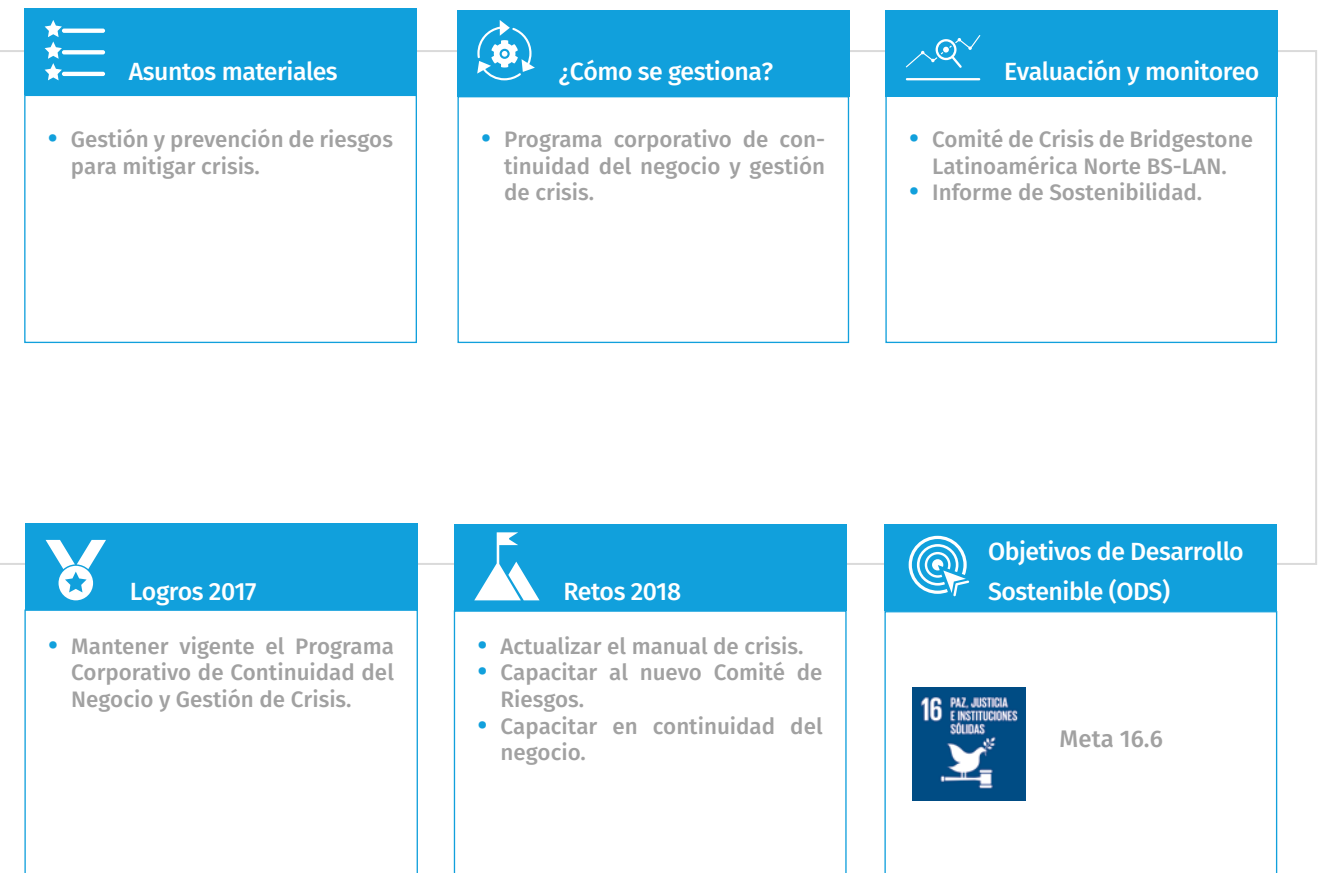 Asuntos materiales
• Gestión y prevención de riesgos
para mitigar crisis.
¿Cómo se gestiona?
• Programa corporativo de con-
tinuidad del negocio y gestión
de crisis.
Evaluación y monitoreo
• Comité de Crisis de Bridgestone
Latinoamérica Norte BS-LAN.
• Informe de Sostenibilidad.
Logros 2017
• Mantener vigente el Programa
Corporativo de Continuidad del
Negocio y Gestión de Crisis.
Retos 2018
• Actualizar el manual de crisis.
• Capacitar al nuevo Comité de
Riesgos.
• Capacitar en continuidad del
negocio.
Objetivos de Desarrollo
Sostenible (ODS)
16 PAZ, JUSTICIA
E INSTITUCIONES
SÓLIDAS
Meta 16.6